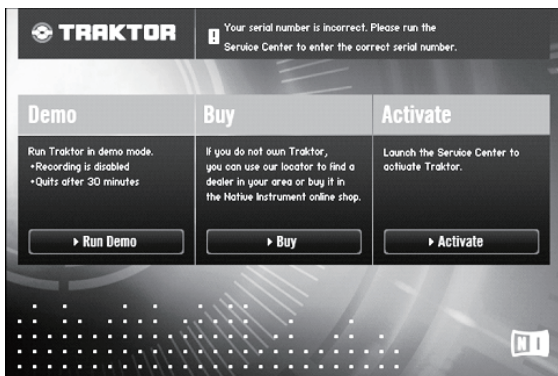 TRAKTOR
Your serial number is incorrect. Please run the
Service Center to enter the correct serial number.
Demo
Run Traktor in demo mode.
•Recording is disabled
•Quits after 30 minutes
Run Demo
Buy
If you do not own Traktor,
you can use our locator to find a
dealer in your area or buy it in
the Native Instrument online shop.
Buy
Activate
Launch the Service Center to
activate Traktor.
Activate
NI